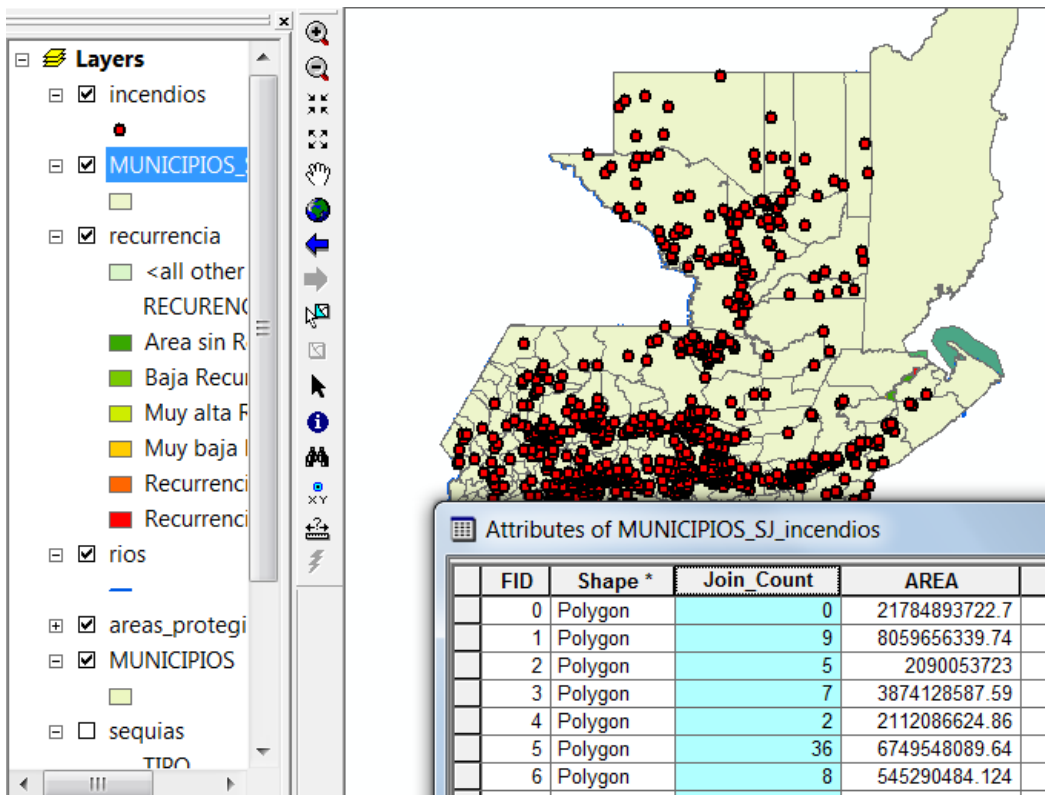 Layers
incendios
MUNICIPIOS_S
recurrencia
<all other
RECURENC
Area sin R
Baja Recu
Muy alta R
Muy baja
Recurrenci
Recurrenci
rios
areas_protegi
MUNICIPIOS
sequias
TIPO
XY
Attributes of MUNICIPIOS_SJ_incendios
FID Shape * Join_Count AREA
0 Polygon 0 21784893722.7
1 Polygon 9 8059656339.74
2 Polygon 5 2090053723
3 Polygon 7 3874128587.59
4 Polygon 2 2112086624.86
5 Polygon 36 6749548089.64
6 Polygon 8 545290484.124